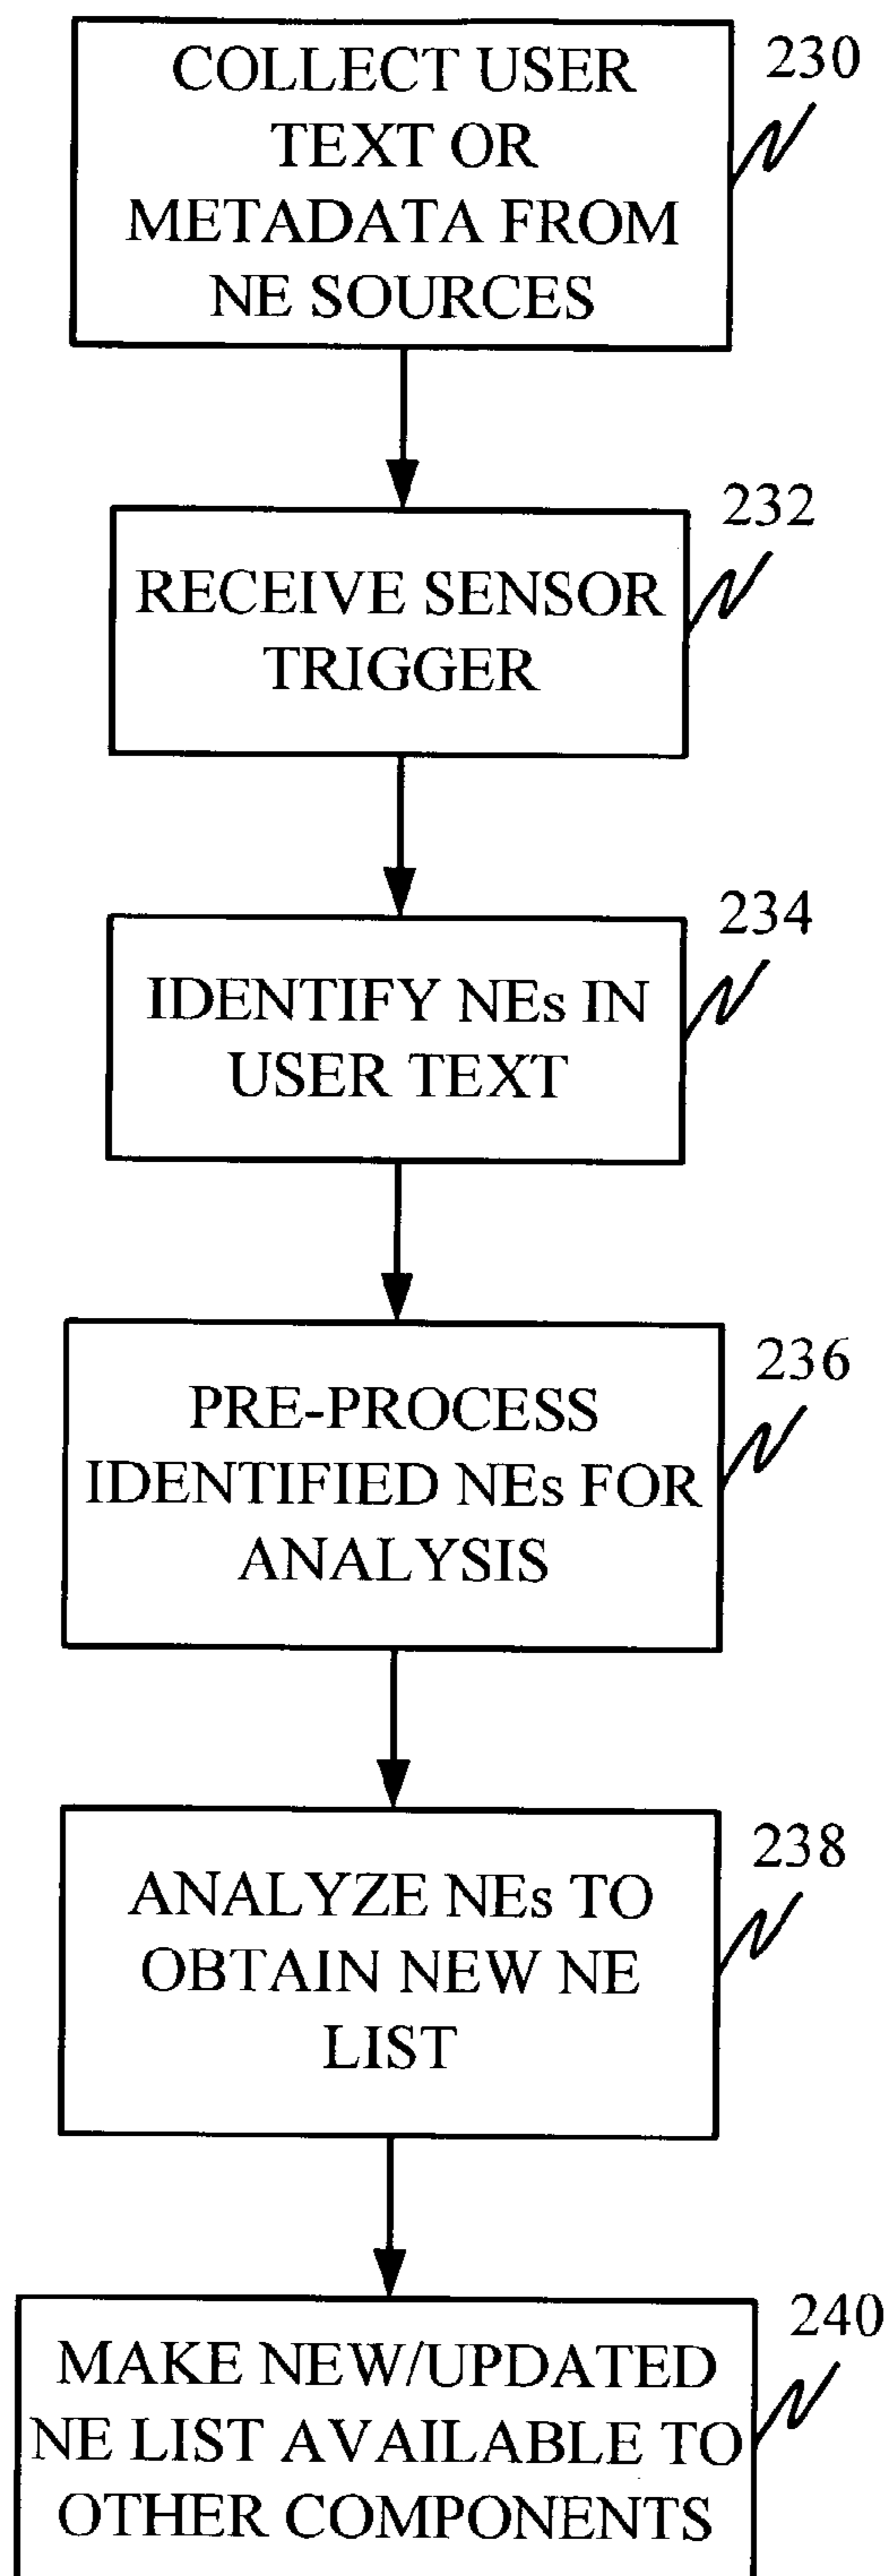 COLLECT USER
TEXT OR
METADATA FROM
NE SOURCES
230
RECEIVE SENSOR
TRIGGER
232
IDENTIFY NEs IN
USER TEXT
234
PRE-PROCESS
IDENTIFIED NEs FOR
ANALYSIS
236
ANALYZE NEs TO
OBTAIN NEW NE
LIST
238
MAKE NEW/UPDATED
NE LIST AVAILABLE TO
OTHER COMPONENTS
240